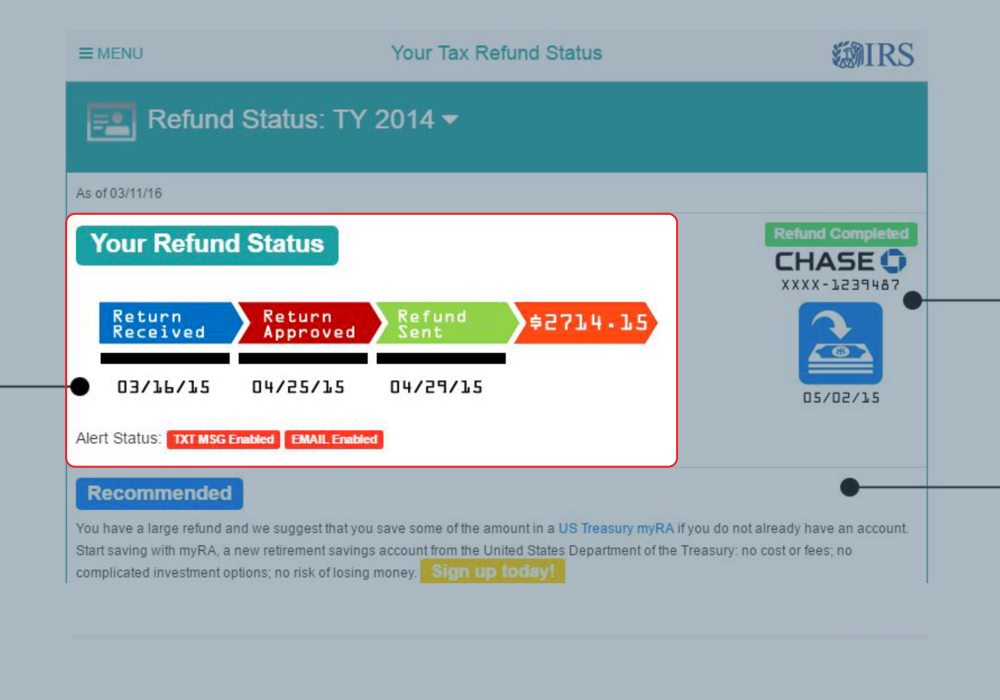 MENU
Your Tax Refund Status
IRS
Refund Status: TY 2014
As of 03/11/16
Your Refund Status
Return Received
Return Approved
Refund Sent
$2714.15
03/16/15
04/25/15
04/29/15
Alert Status: TXT MSG Enabled EMAIL Enabled
Refund Completed
CHASE
XXXX-1239487
05/02/15
Recommended
You have a large refund and we suggest that you save some of the amount in a US Treasury myRA if you do not already have an account.
Start saving with myRA, a new retirement savings account from the United States Department of the Treasury: no cost or fees; no
complicated investment options; no risk of losing money. Sign up today!